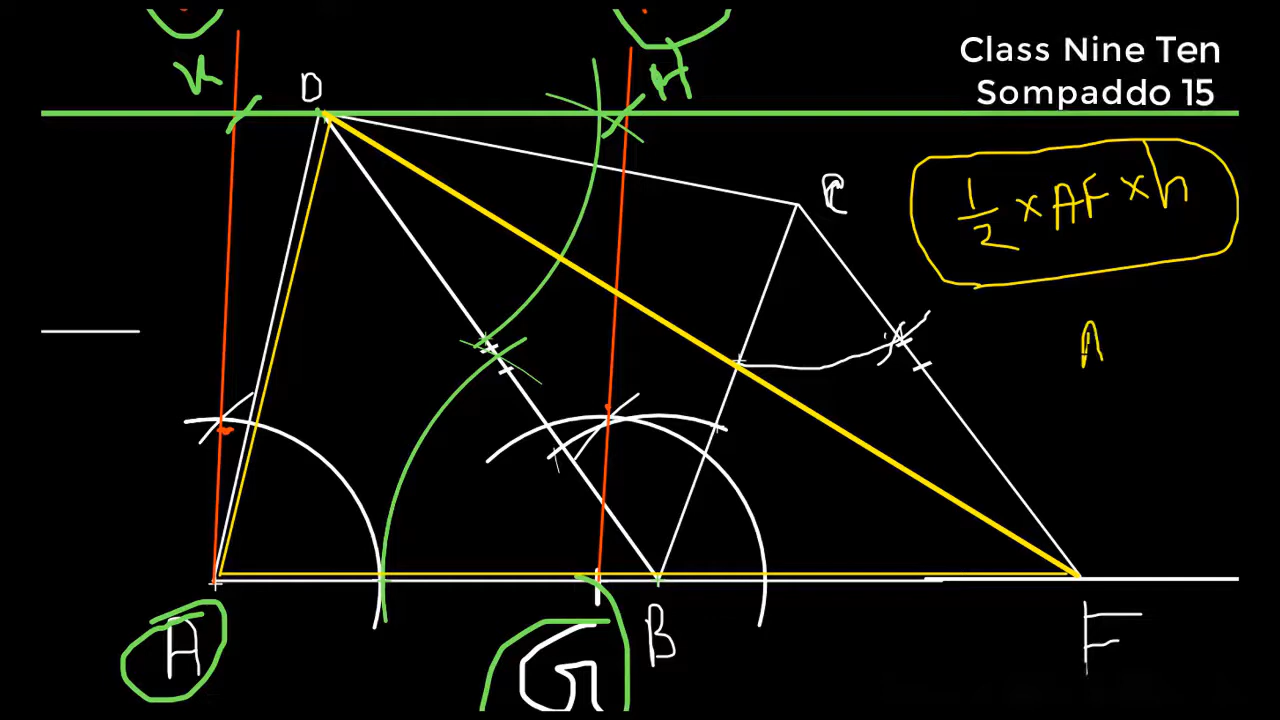 Class Nine Ten
Sompaddo 15
K
D
H
C
1/2 × AF × h
A
A
G
B
F